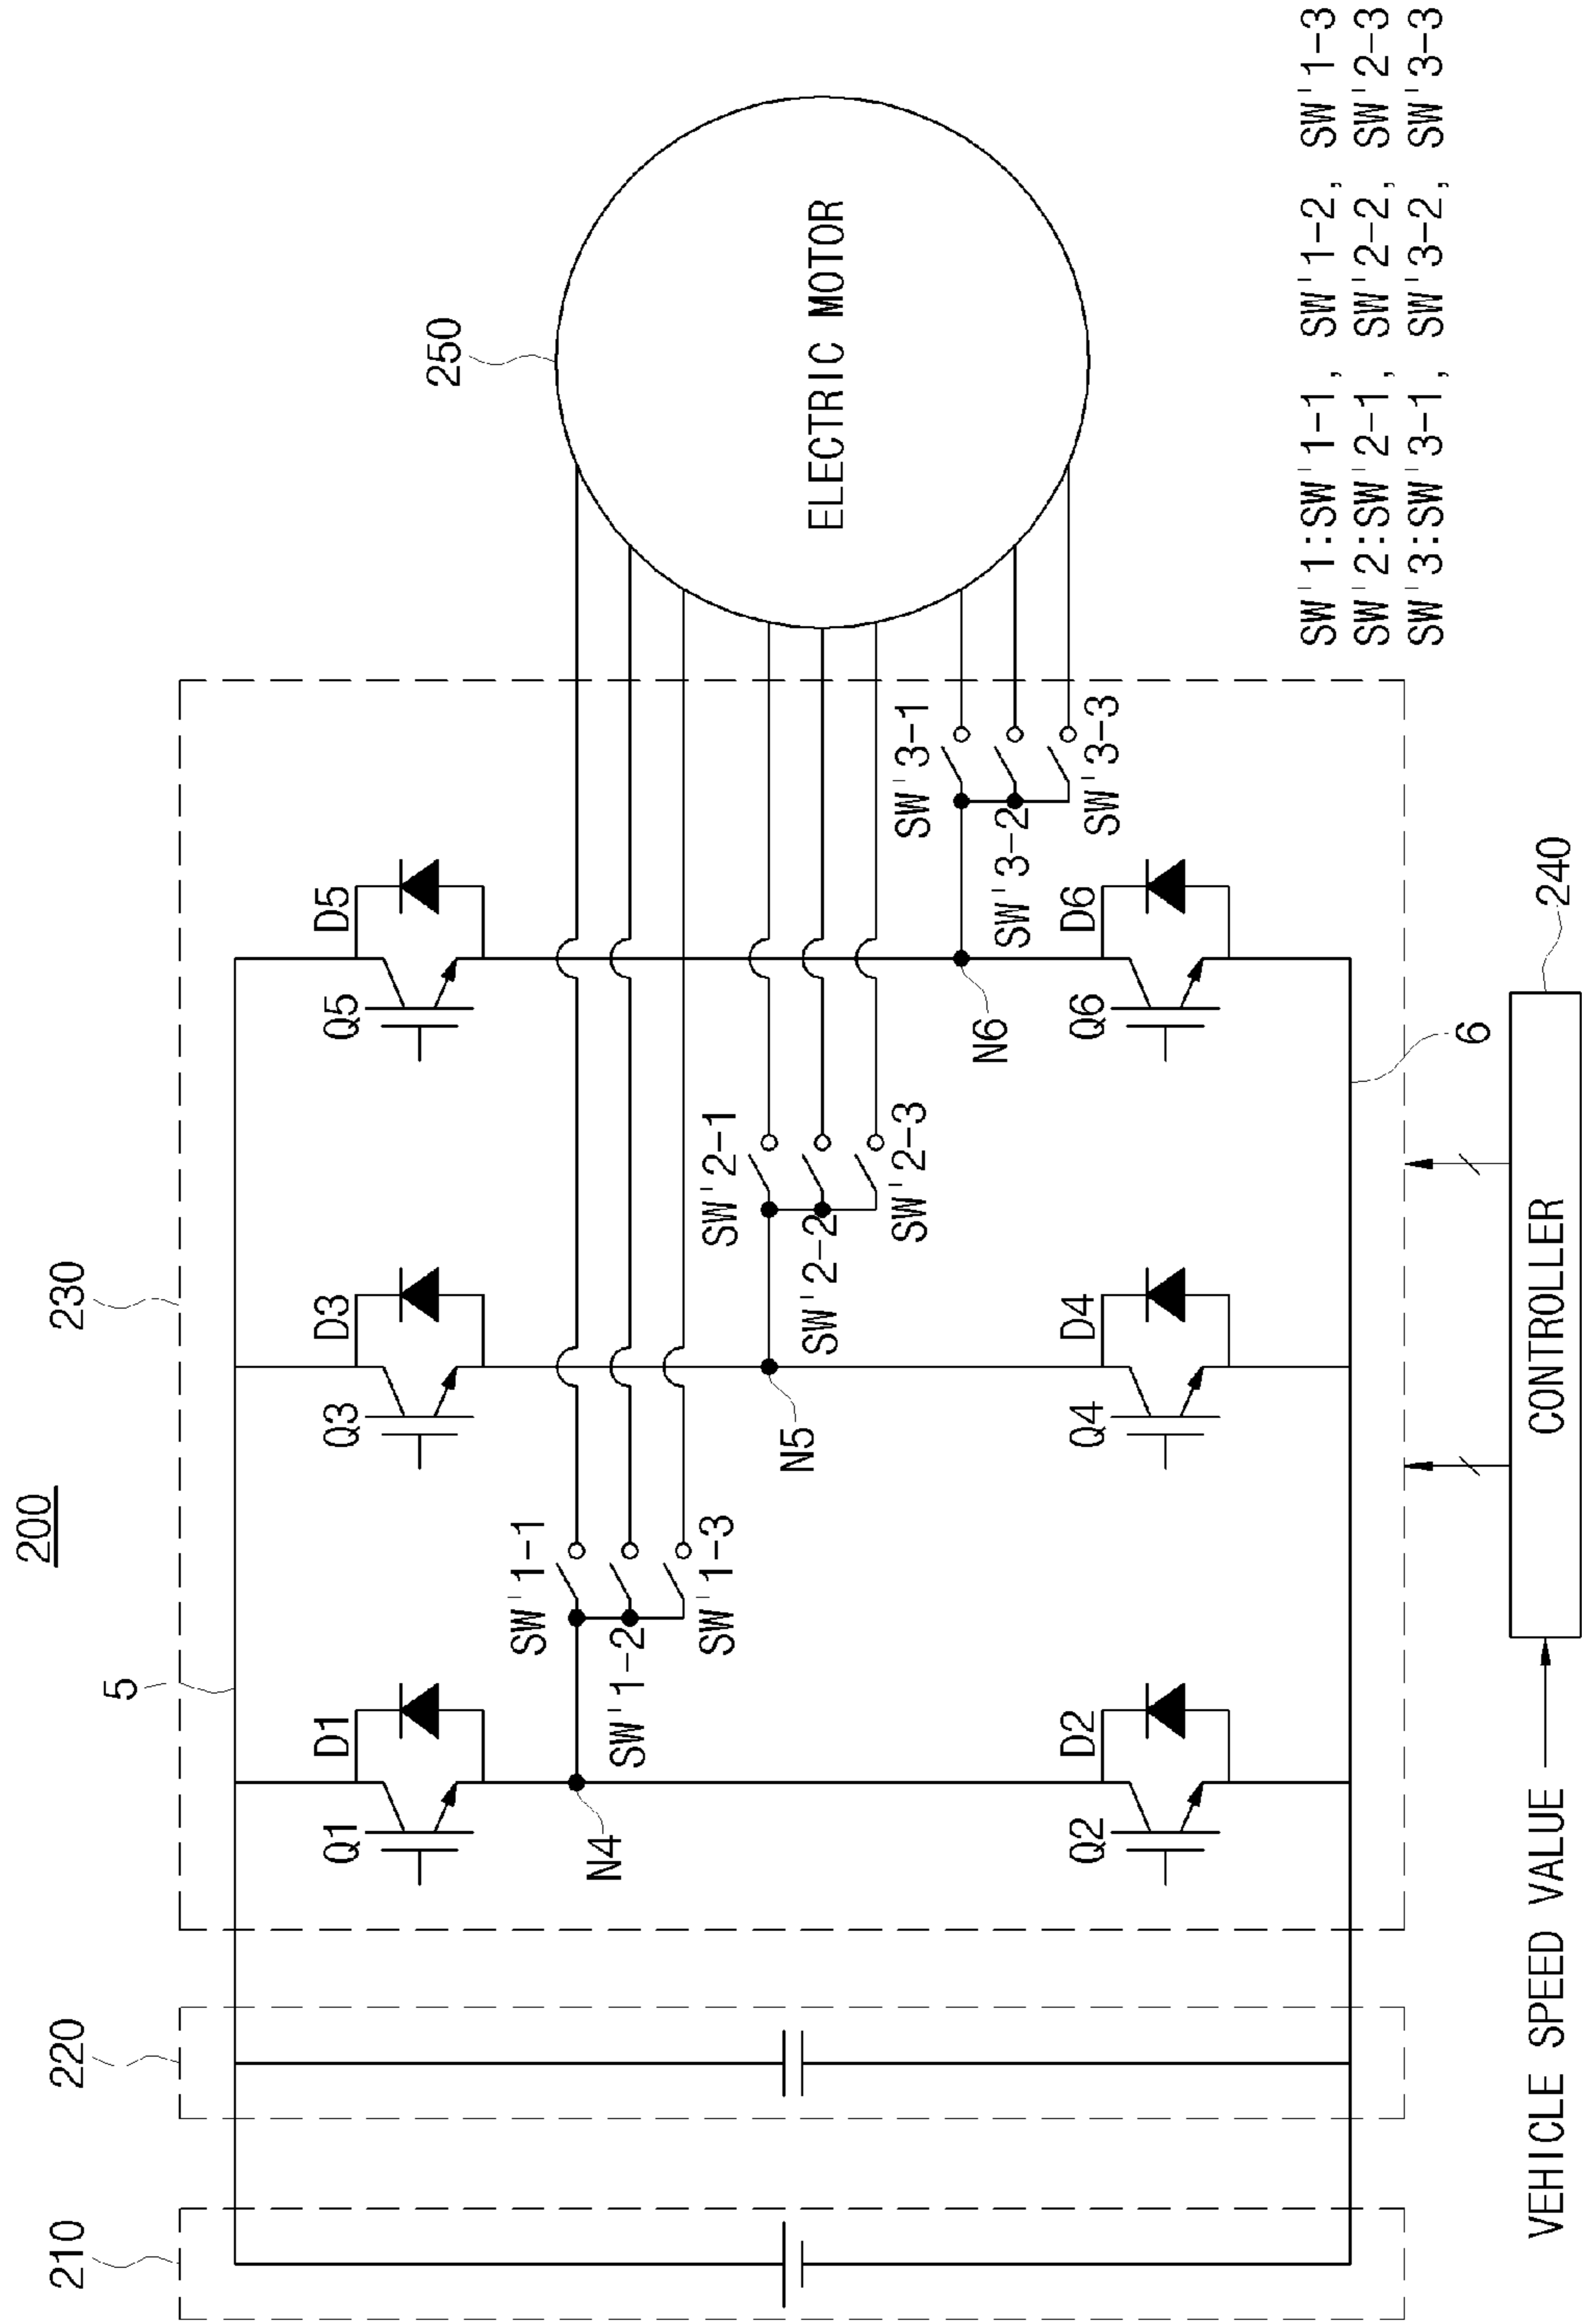 200
210
220
230
5
Q1
D1
Q3
D3
Q5
D5
250
SW'1-1
SW'1-2
SW'1-3
N4
SW'2-1
SW'2-2
SW'2-3
N5
SW'3-1
SW'3-2
SW'3-3
N6
ELECTRIC MOTOR
Q2
D2
Q4
D4
Q6
D6
6
SW'1:SW'1-1, SW'1-2, SW'1-3
SW'2:SW'2-1, SW'2-2, SW'2-3
SW'3:SW'3-1, SW'3-2, SW'3-3
VEHICLE SPEED VALUE
CONTROLLER
240